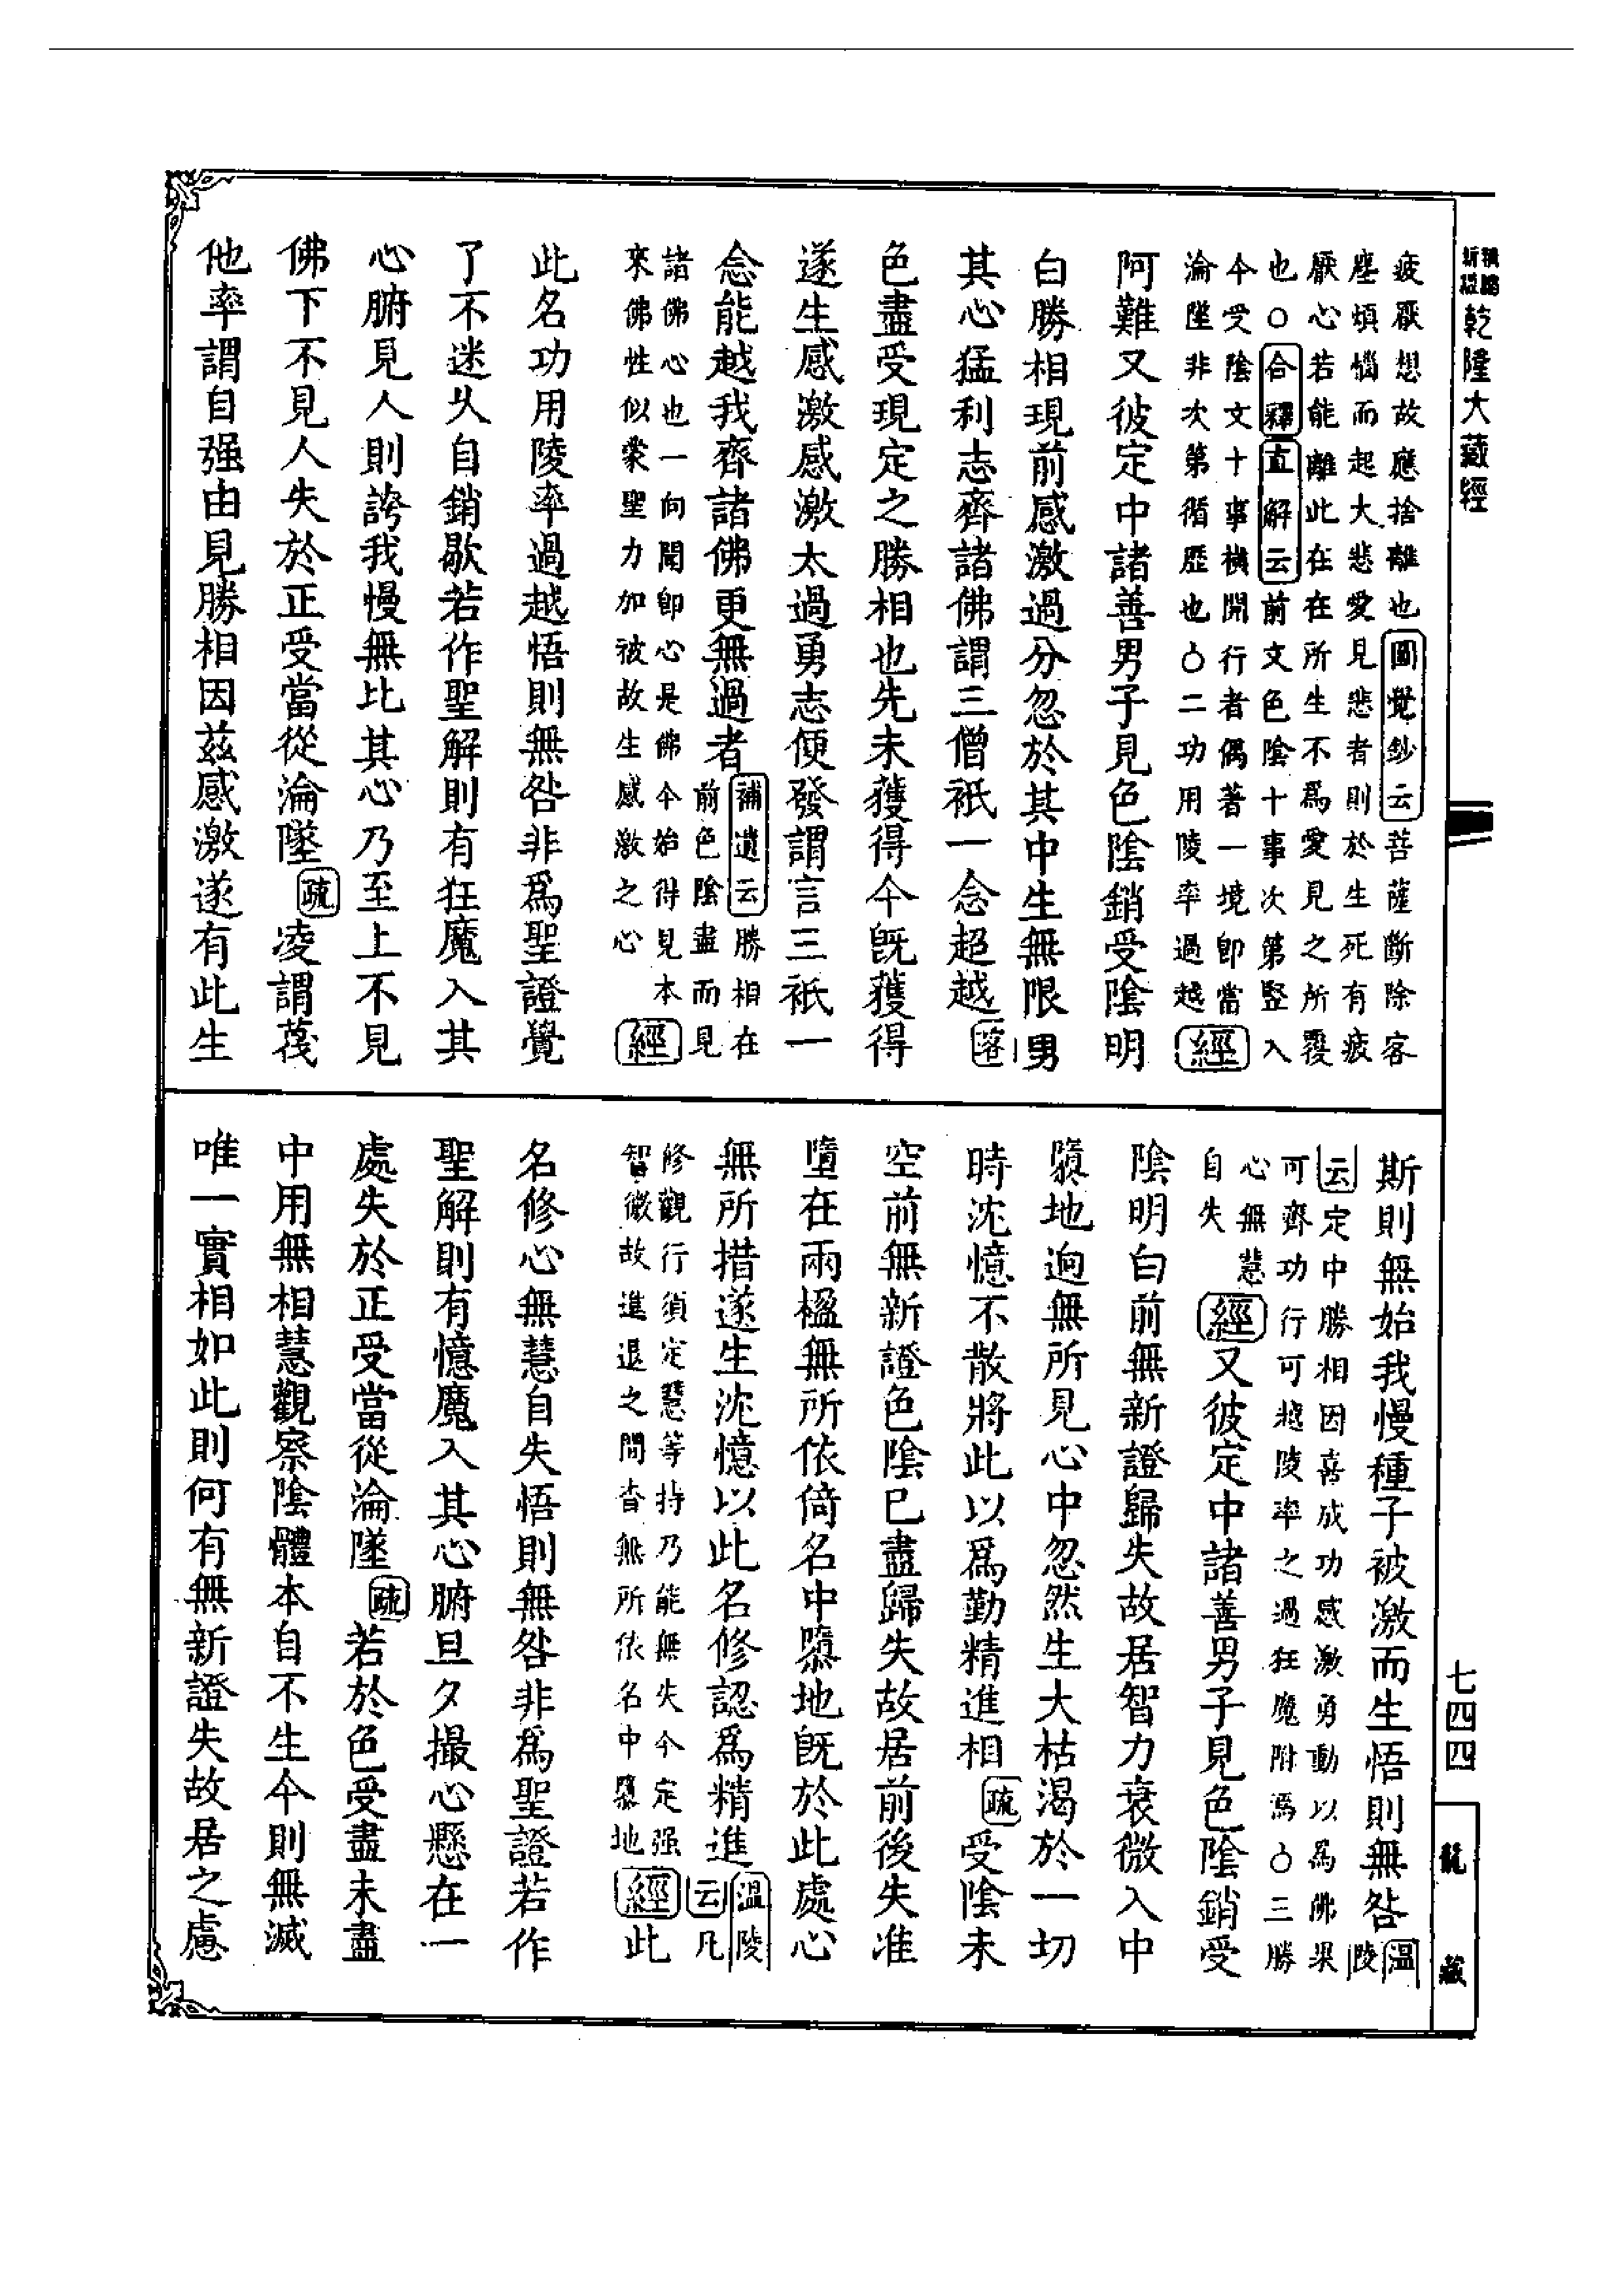 乾隆大藏經
疲厭想故應捨離也圓覺鈔云菩薩斷除客
塵煩惱而起大悲愛見悲者則於生死有疲
厭心若能離此在在所生不為愛見之所覆
也○合釋直解云前文色陰十事次第豎入
今受陰文十事橫開行者偶著一境即當
淪墜非次第循歷也○二功用陵率過越經
阿難又彼定中諸善男子見色陰銷受陰明
白勝相現前感激過分忽於其中生無限勇
其心猛利志齊諸佛謂三僧祇一念超越
色盡受現定之勝相也先未獲得今既獲得
遂生感激感激太過勇志便發謂言三祇一
念能越我齊諸佛更無過者補遺云勝相在
前色陰盡而見
諸佛心也一向聞即心是佛今始得見本
來佛性似蒙聖力加被故生感激之心經
此名功用陵率過越悟則無咎非為聖證覺
了不迷久自銷歇若作聖解則有狂魔入其
心腑見人則誇我慢無比其心乃至上不見
佛下不見人失於正受當從淪墜疏凌謂蔑
他率謂自强由見勝相因茲感激遂有此生
斯則無始我慢種子被激而生悟則無咎溫陵
云定中勝相因喜成功感激勇動以為佛果
可齊功行可越陵率之過狂魔附焉○三勝
心無慧
自失經又彼定中諸善男子見色陰銷受
陰明白前無新證歸失故居智力衰微入中
隳地迥無所見心中忽然生大枯渴於一切
時沈憶不散將此以為勤精進相疏受陰未
空前無新證色陰已盡歸失故居前後失准
墮在兩楹無所依倚名中隳地既於此處心
無所措遂生沈憶以此名修認為精進溫陵
云凡
修觀行須定慧等持乃能無失今定强
智微故進退之間杳無所依名中隳地經此
名修心無慧自失悟則無咎非為聖證若作
聖解則有憶魔入其心腑旦夕撮心懸在一
處失於正受當從淪墜疏若於色受盡未盡
中用無相慧觀察陰體本自不生今則無滅
唯一實相如此則何有無新證失故居之慮
七四四
龍藏